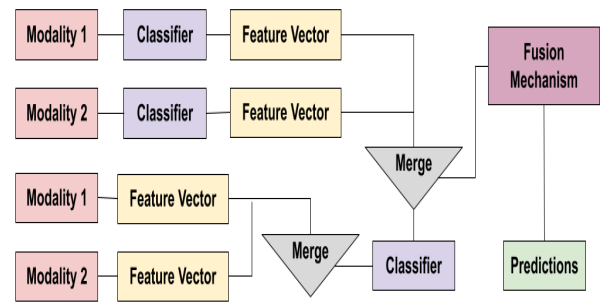 Modality 1
Classifier
Feature Vector
Fusion
Mechanism
Modality 2
Classifier
Feature Vector
Merge
Modality 1
Feature Vector
Merge
Modality 2
Feature Vector
Classifier
Predictions